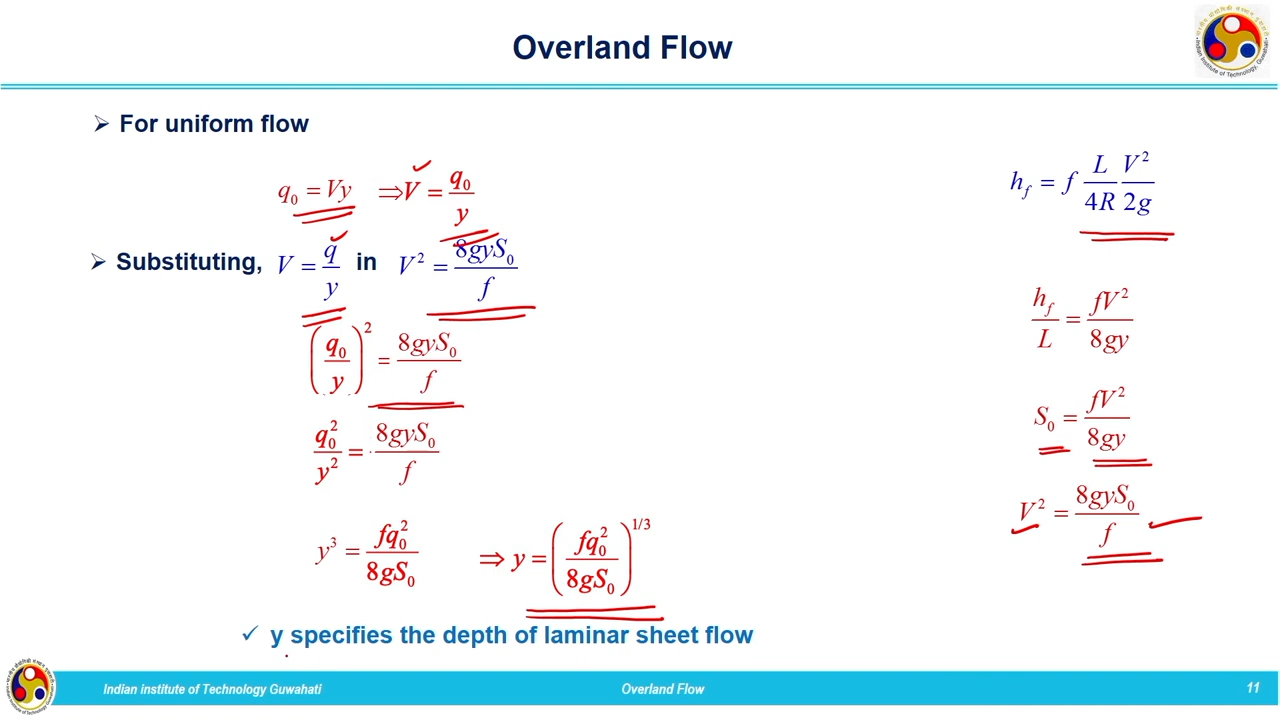 Overland Flow
➢ For uniform flow
q₀ = Vy ⇒ V = q₀/y
➢ Substituting, V = q/y in V² = 8gyS₀/f
(q₀/y)² = 8gyS₀/f
q₀²/y² = 8gyS₀/f
y³ = fq₀²/8gS₀ ⇒ y = (fq₀²/8gS₀)^1/3
✓ y specifies the depth of laminar sheet flow
h_f = f L/4R V²/2g
h_f/L = fV²/8gy
S₀ = fV²/8gy
V² = 8gyS₀/f
Indian institute of Technology Guwahati
Overland Flow
11